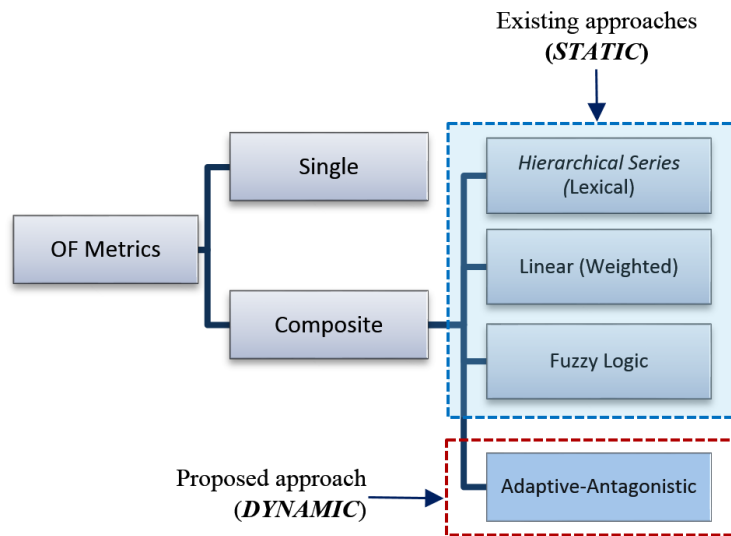 Existing approaches
(STATIC)
Single
Hierarchical Series
(Lexical)
OF Metrics
Linear (Weighted)
Composite
Fuzzy Logic
Proposed approach
(DYNAMIC)
Adaptive-Antagonistic